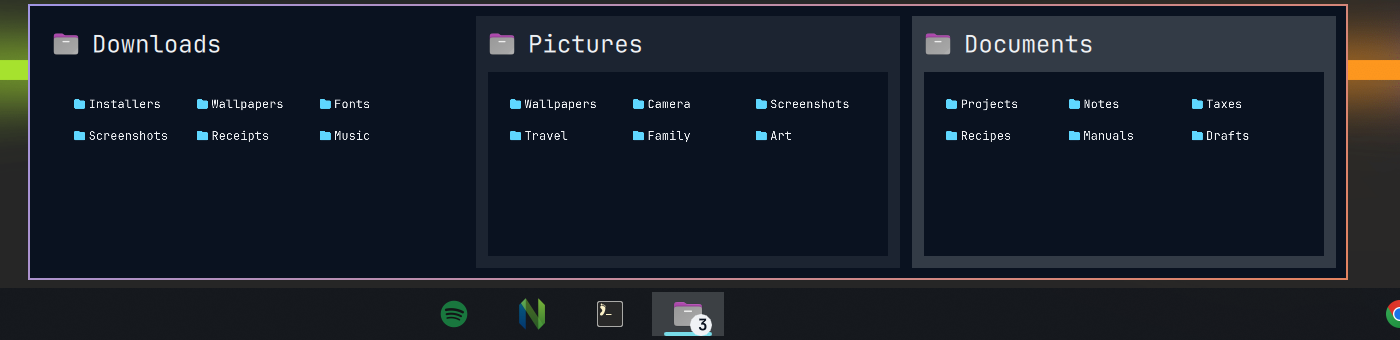 Downloads
Installers Wallpapers Fonts
Screenshots Receipts Music
Pictures
Wallpapers Camera Screenshots
Travel Family Art
Documents
Projects Notes Taxes
Recipes Manuals Drafts
3